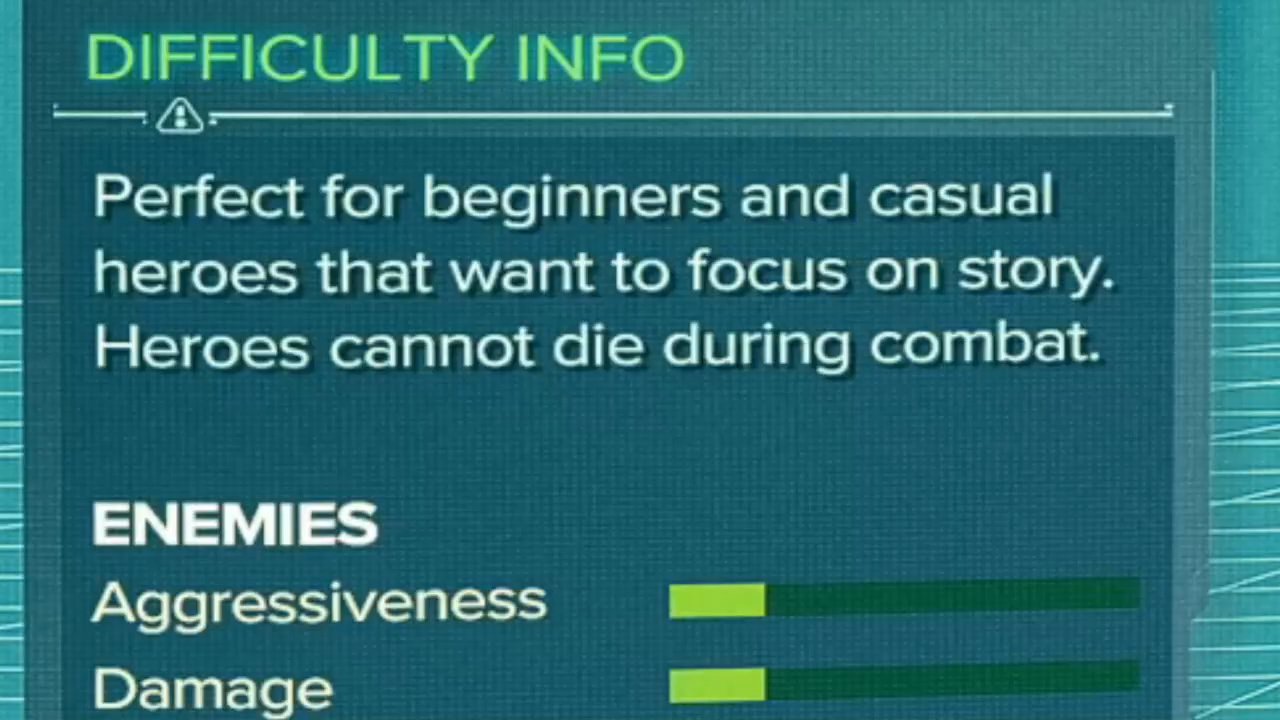 DIFFICULTY INFO
Perfect for beginners and casual
heroes that want to focus on story.
Heroes cannot die during combat.
ENEMIES
Aggressiveness
Damage